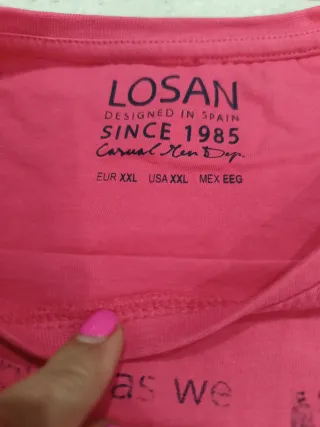 LOSAN
DESIGNED IN SPAIN
SINCE 1985
Casual Men Dep.
EUR XXL USA XXL MEX EEG
as we